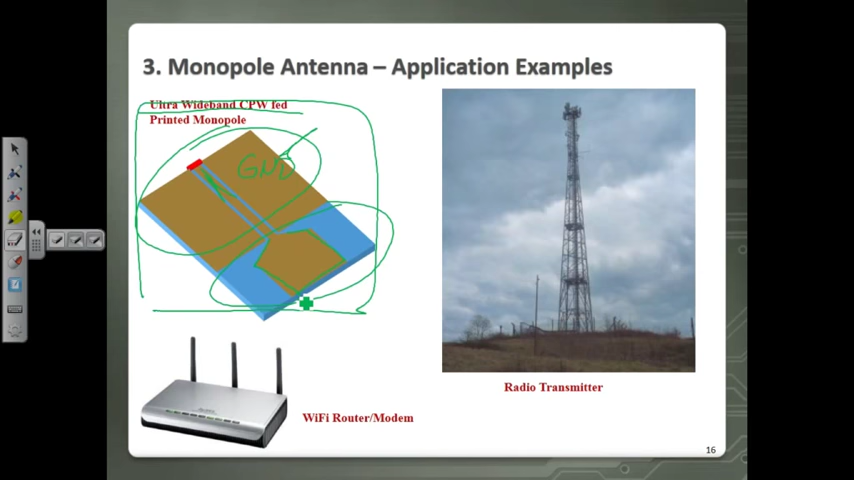 3. Monopole Antenna – Application Examples
Ultra Wideband CPW fed
Printed Monopole
GND
WiFi Router/Modem
Radio Transmitter
16